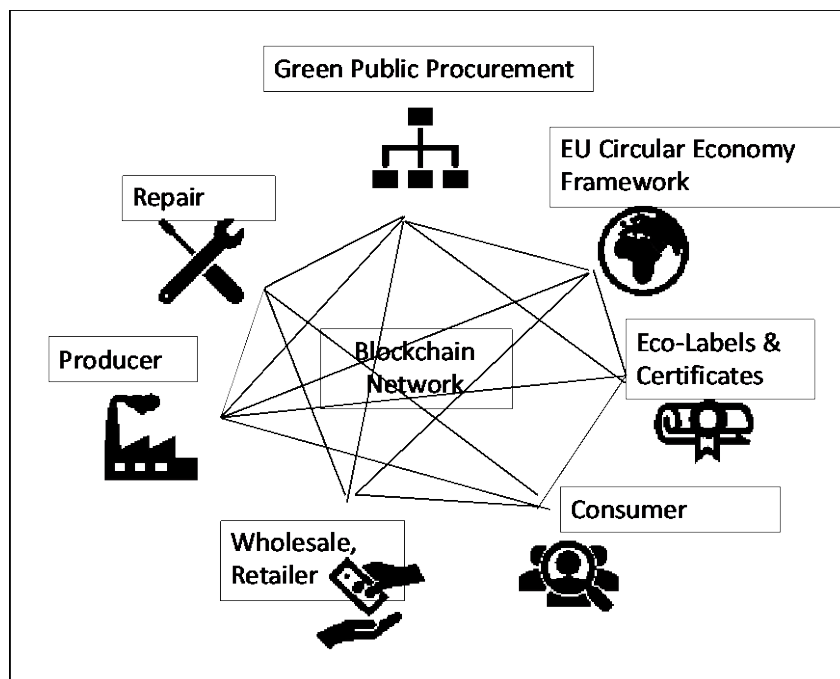 Green Public Procurement
EU Circular Economy
Framework
Repair
Producer
Blockchain
Network
Eco-Labels &
Certificates
Consumer
Wholesale,
Retailer